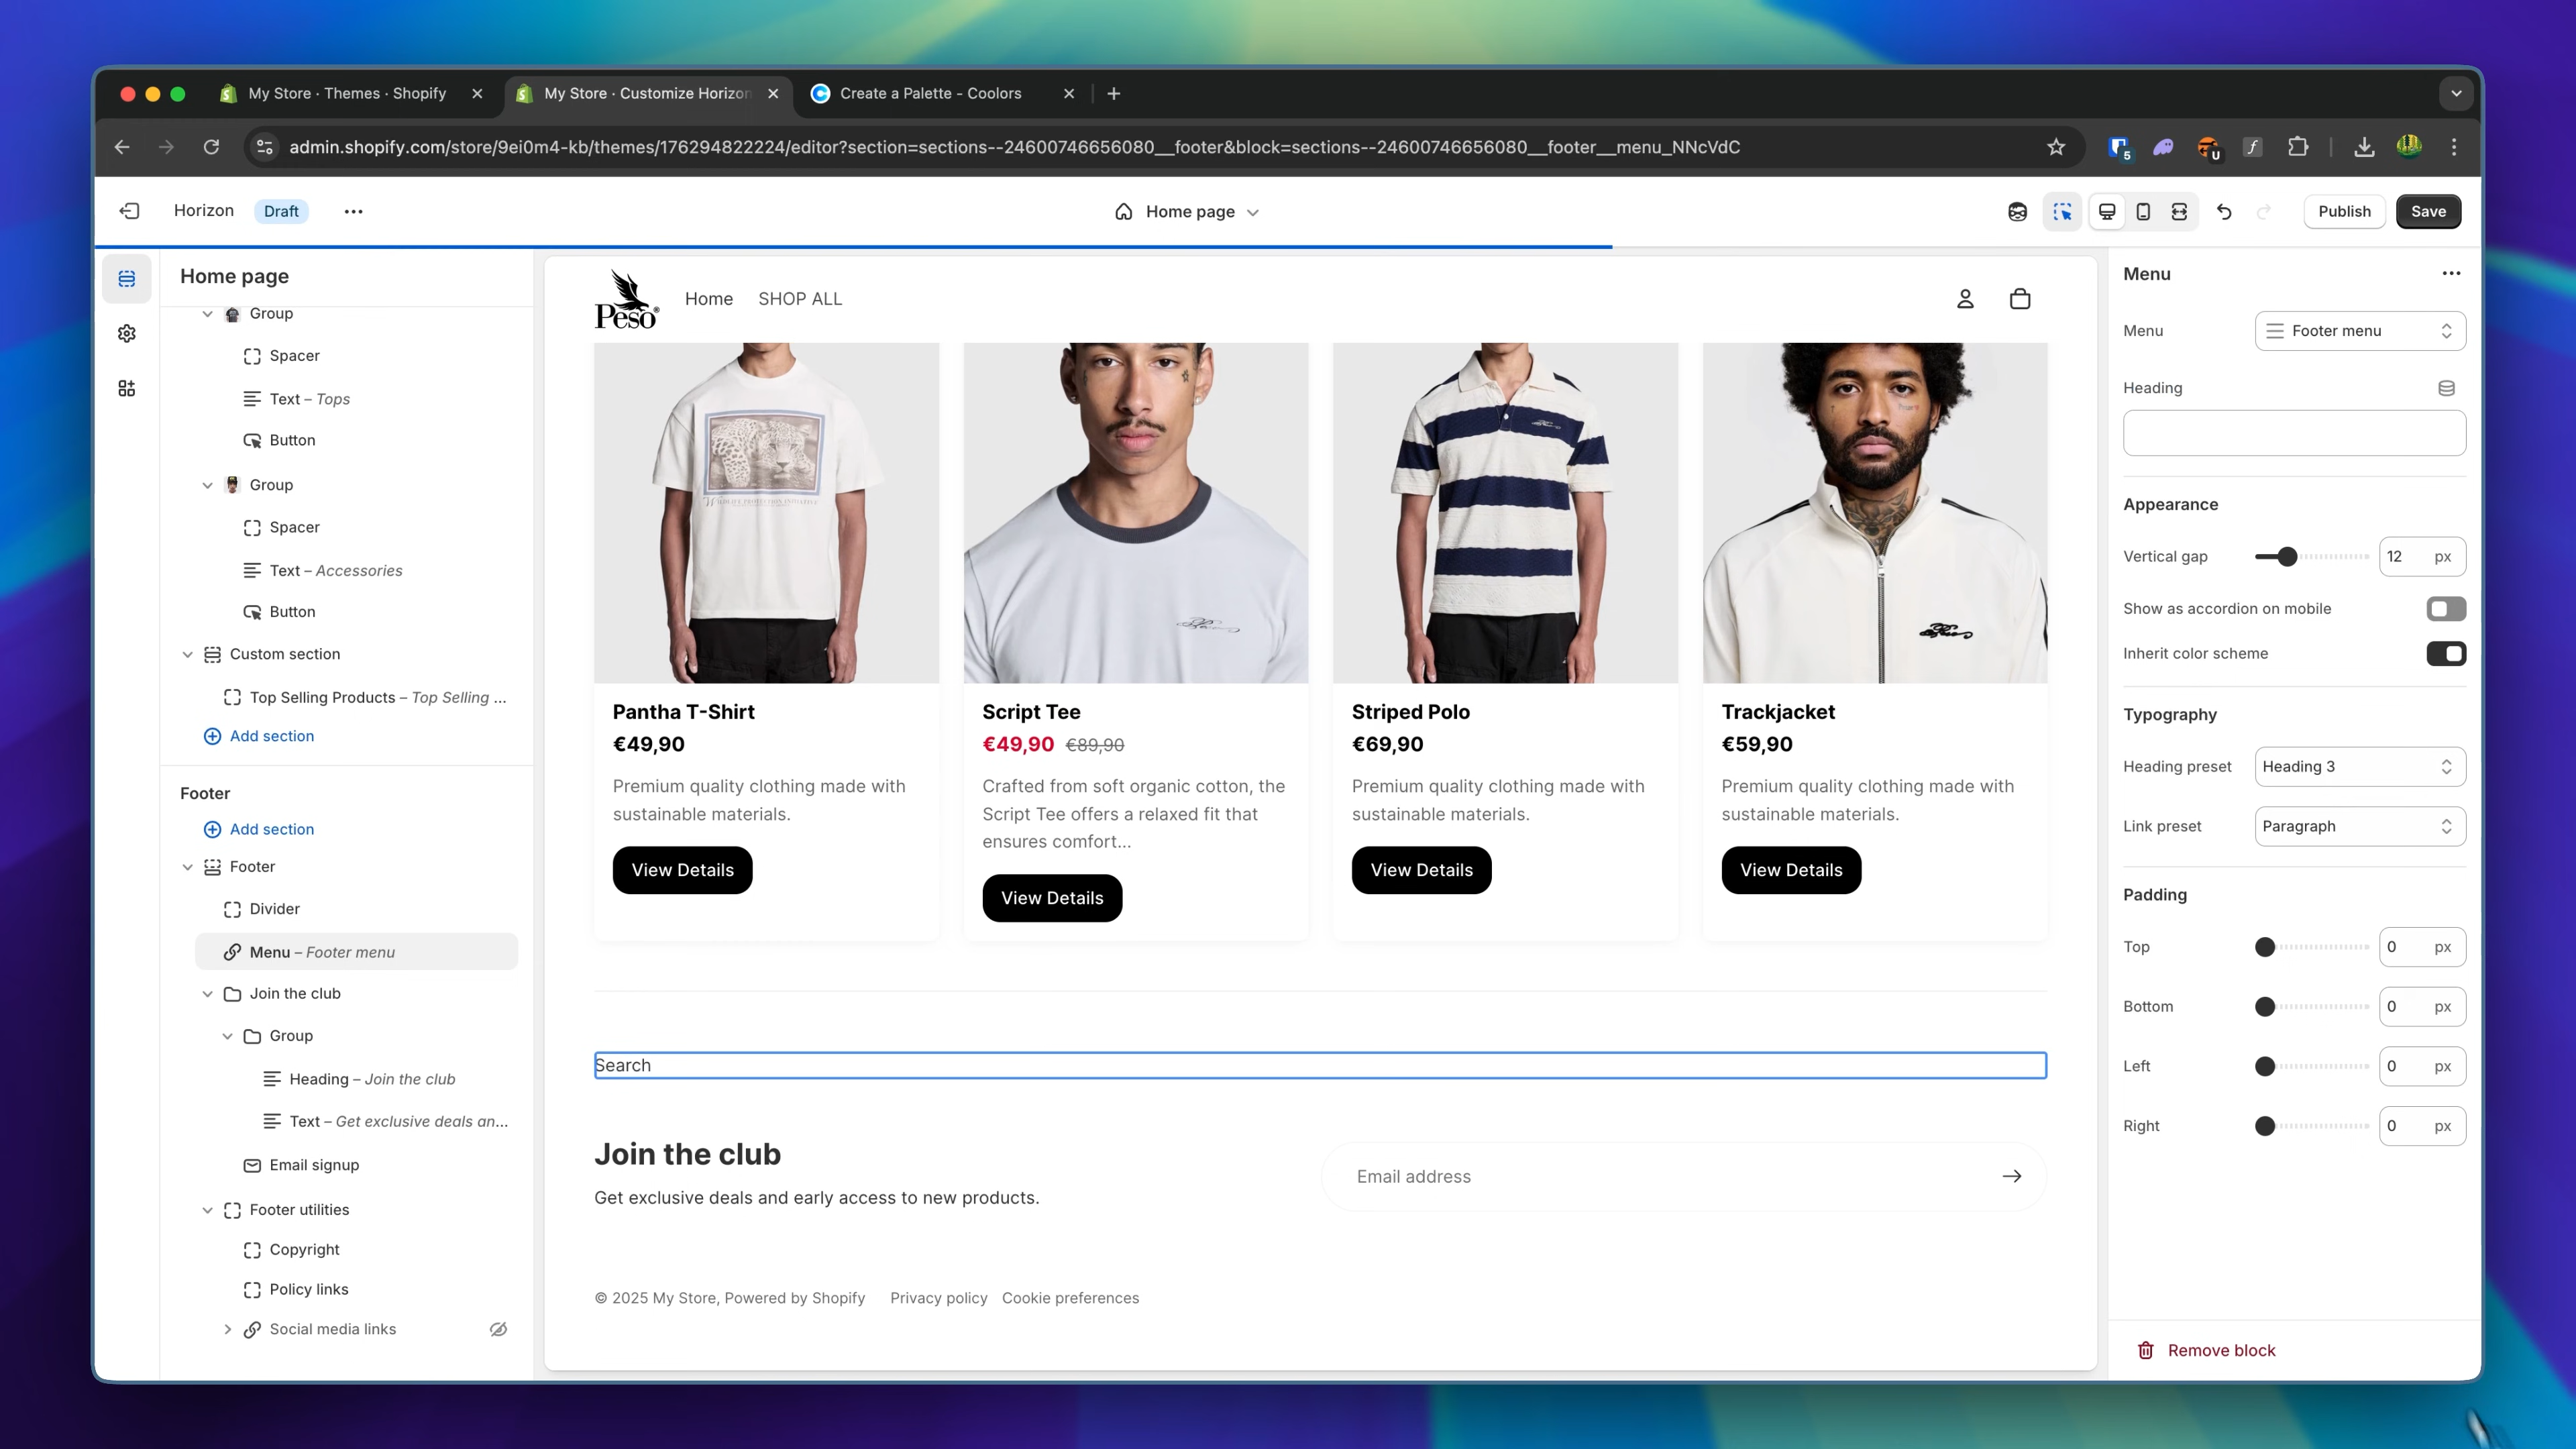 My Store · Themes · Shopify
My Store · Customize Horizon
Create a Palette - Coolors
admin.shopify.com/store/9ei0m4-kb/themes/176294822224/editor?section=sections--24600746656080__footer&block=sections--24600746656080__footer__menu_NNcVdC
5
U
f
Horizon
Draft
Home page
Publish
Save
Home page
Group
Spacer
Text – Tops
Button
Group
Spacer
Text – Accessories
Button
Custom section
Top Selling Products – Top Selling ...
Add section
Footer
Add section
Footer
Divider
Menu – Footer menu
Join the club
Group
Heading – Join the club
Text – Get exclusive deals an...
Email signup
Footer utilities
Copyright
Policy links
Social media links
Peso®
Home
SHOP ALL
WILDLIFE PROTECTION INITIATIVE
Pantha T-Shirt
€49,90
Premium quality clothing made with
sustainable materials.
View Details
Script Tee
€49,90 €89,90
Crafted from soft organic cotton, the
Script Tee offers a relaxed fit that
ensures comfort...
View Details
Striped Polo
€69,90
Premium quality clothing made with
sustainable materials.
View Details
Trackjacket
€59,90
Premium quality clothing made with
sustainable materials.
View Details
Search
Join the club
Get exclusive deals and early access to new products.
Email address
© 2025 My Store, Powered by Shopify
Privacy policy
Cookie preferences
Menu
Menu
Footer menu
Heading
Appearance
Vertical gap
12 px
Show as accordion on mobile
Inherit color scheme
Typography
Heading preset
Heading 3
Link preset
Paragraph
Padding
Top
0 px
Bottom
0 px
Left
0 px
Right
0 px
Remove block